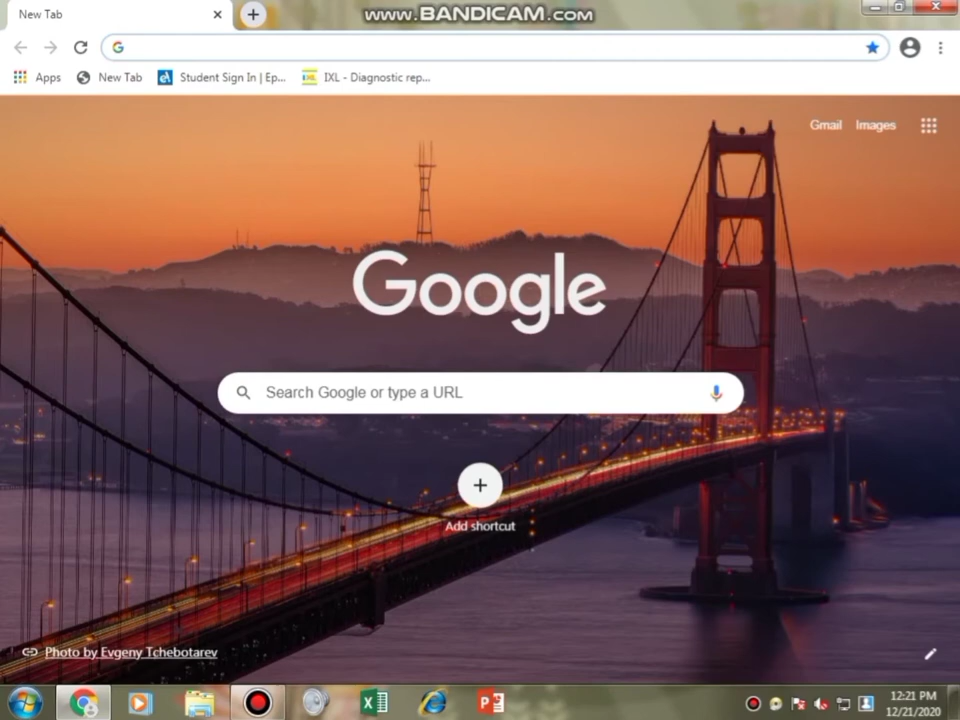 New Tab
www.BANDICAM.com
Apps
New Tab
Student Sign In | Ep...
IXL - Diagnostic rep...
Gmail
Images
Google
Search Google or type a URL
Add shortcut
Photo by Evgeny Tchebotarev
12:21 PM
12/21/2020